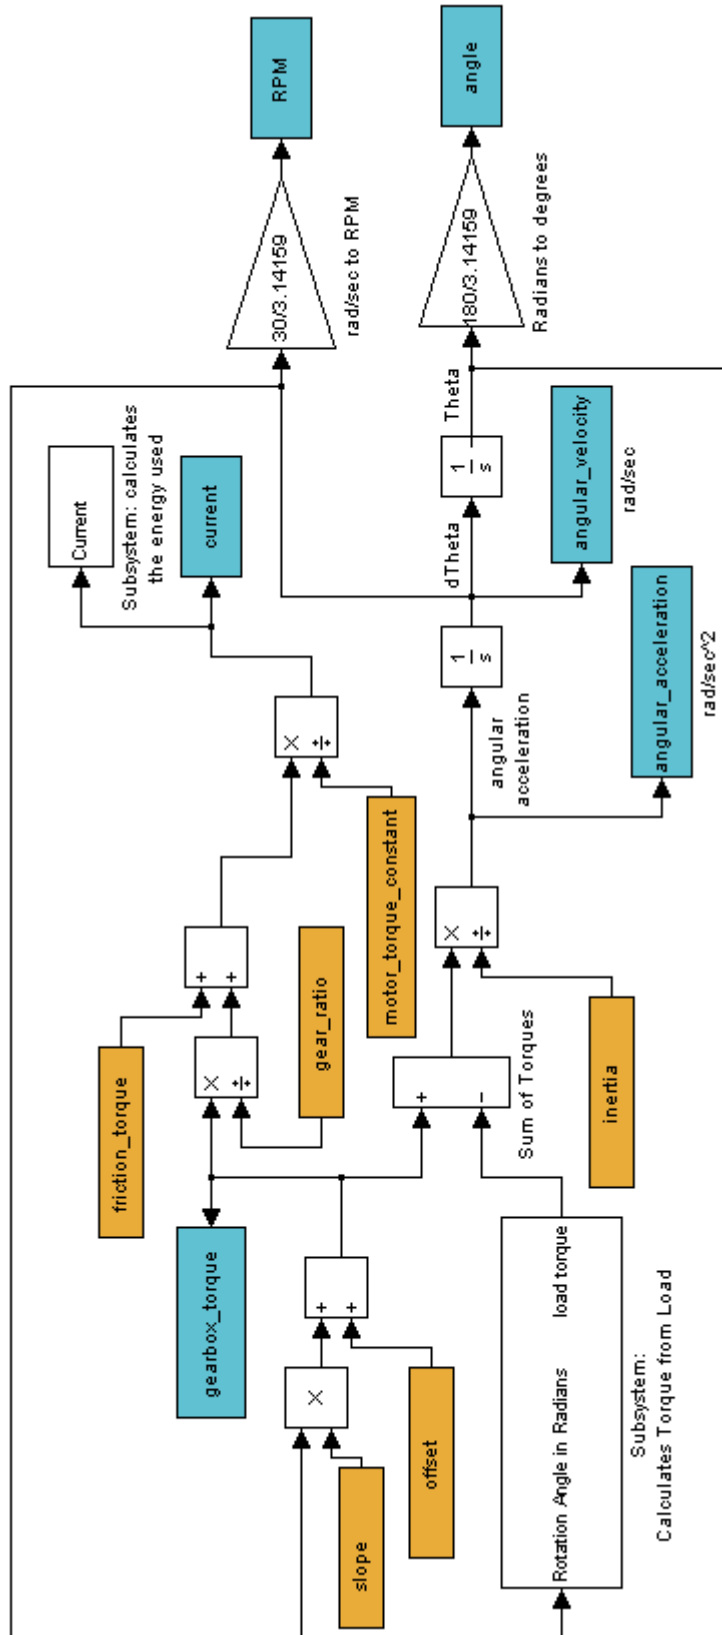 slope
×
offset
+
+
gearbox_torque
friction_torque
×
÷
gear_ratio
+
+
motor_torque_constant
×
÷
Current
Subsystem: calculates
the energy used
current
Rotation Angle in Radians
load torque
Subsystem:
Calculates Torque from Load
+
-
Sum of Torques
inertia
×
÷
angular
acceleration
angular_acceleration
rad/sec^2
1
s
dTheta
angular_velocity
rad/sec
1
s
Theta
30/3.14159
rad/sec to RPM
RPM
180/3.14159
Radians to degrees
angle